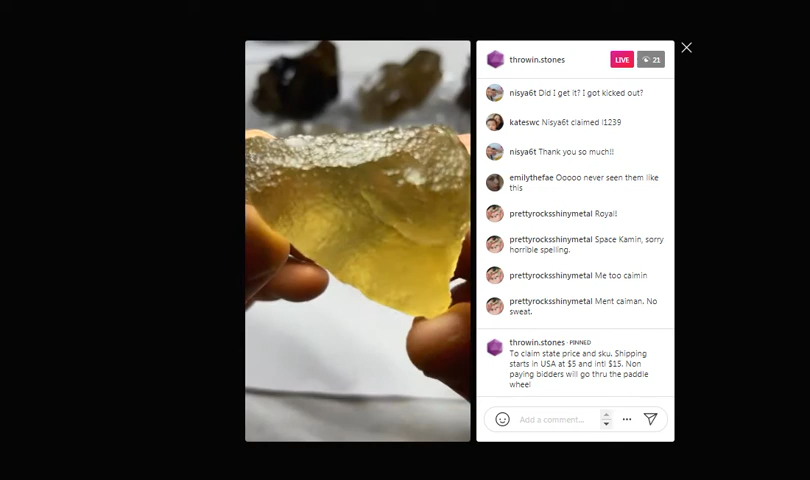 throwin.stones LIVE 21
nisya6t Did I get it? I got kicked out?
kateswc Nisya6t claimed l1239
nisya6t Thank you so much!!
emilythefae Ooooo never seen them like
this
prettyrocksshinymetal Royal!
prettyrocksshinymetal Space Kamin, sorry
horrible spelling.
prettyrocksshinymetal Me too caimin
prettyrocksshinymetal Ment caiman. No
sweat.
throwin.stones · PINNED
To claim state price and sku. Shipping
starts in USA at $5 and intl $15. Non
paying bidders will go thru the paddle
wheel
Add a comment...